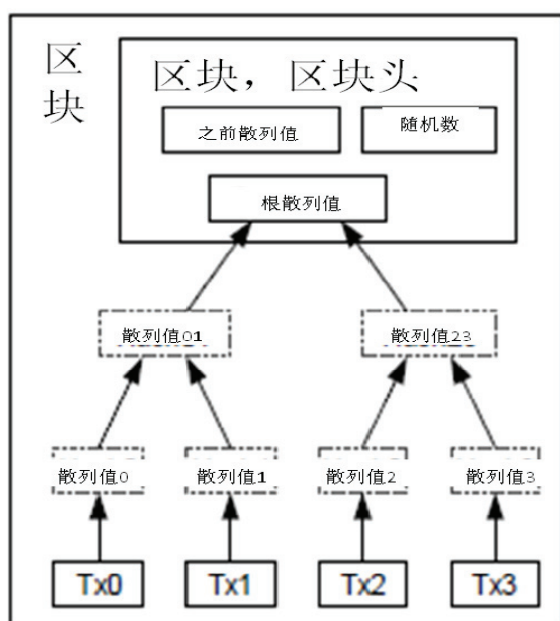 区块
区块，区块头
之前散列值
随机数
根散列值
散列值01
散列值23
散列值0
散列值1
散列值2
散列值3
Tx0
Tx1
Tx2
Tx3